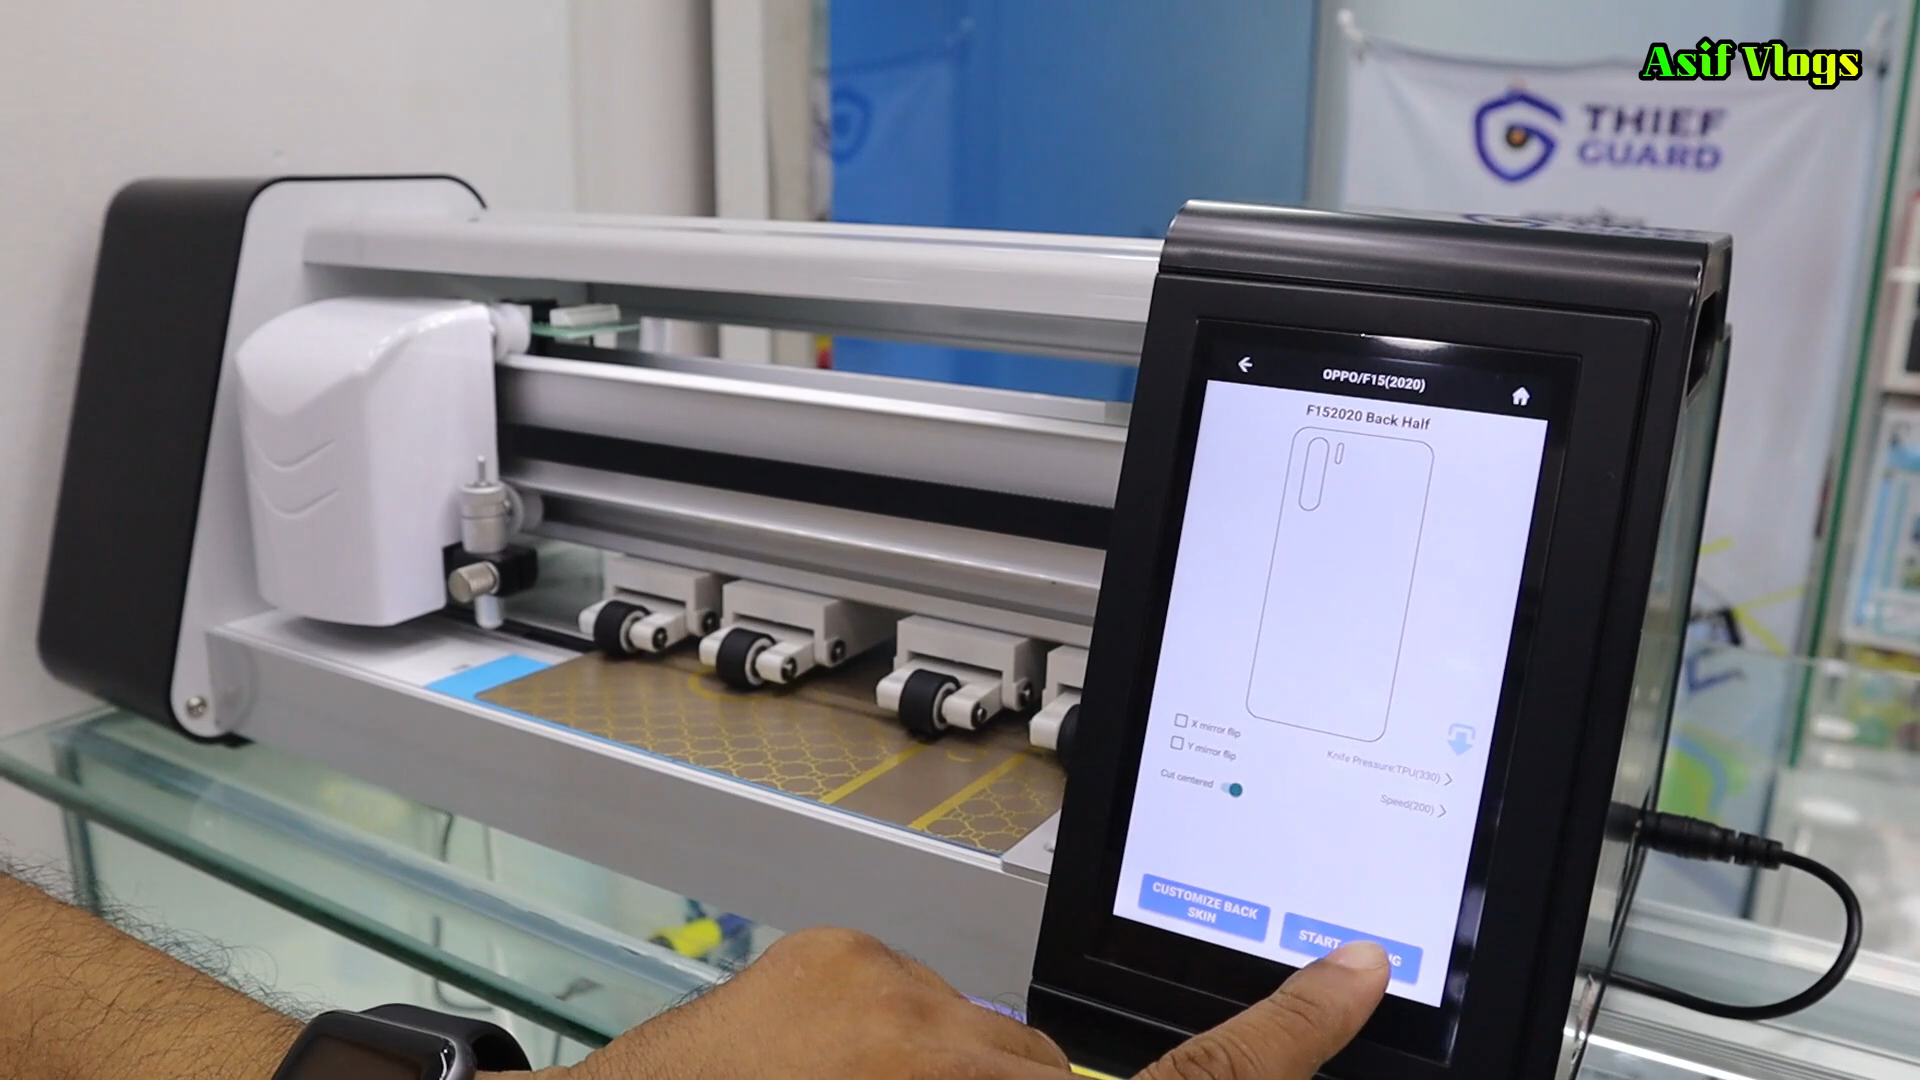 Asif Vlogs
THIEF
GUARD
OPPO/F15(2020)
F152020 Back Half
X mirror flip
Y mirror flip
Cut centered
Knife Pressure:TPU(330)
Speed(200)
CUSTOMIZE BACK
SKIN
START